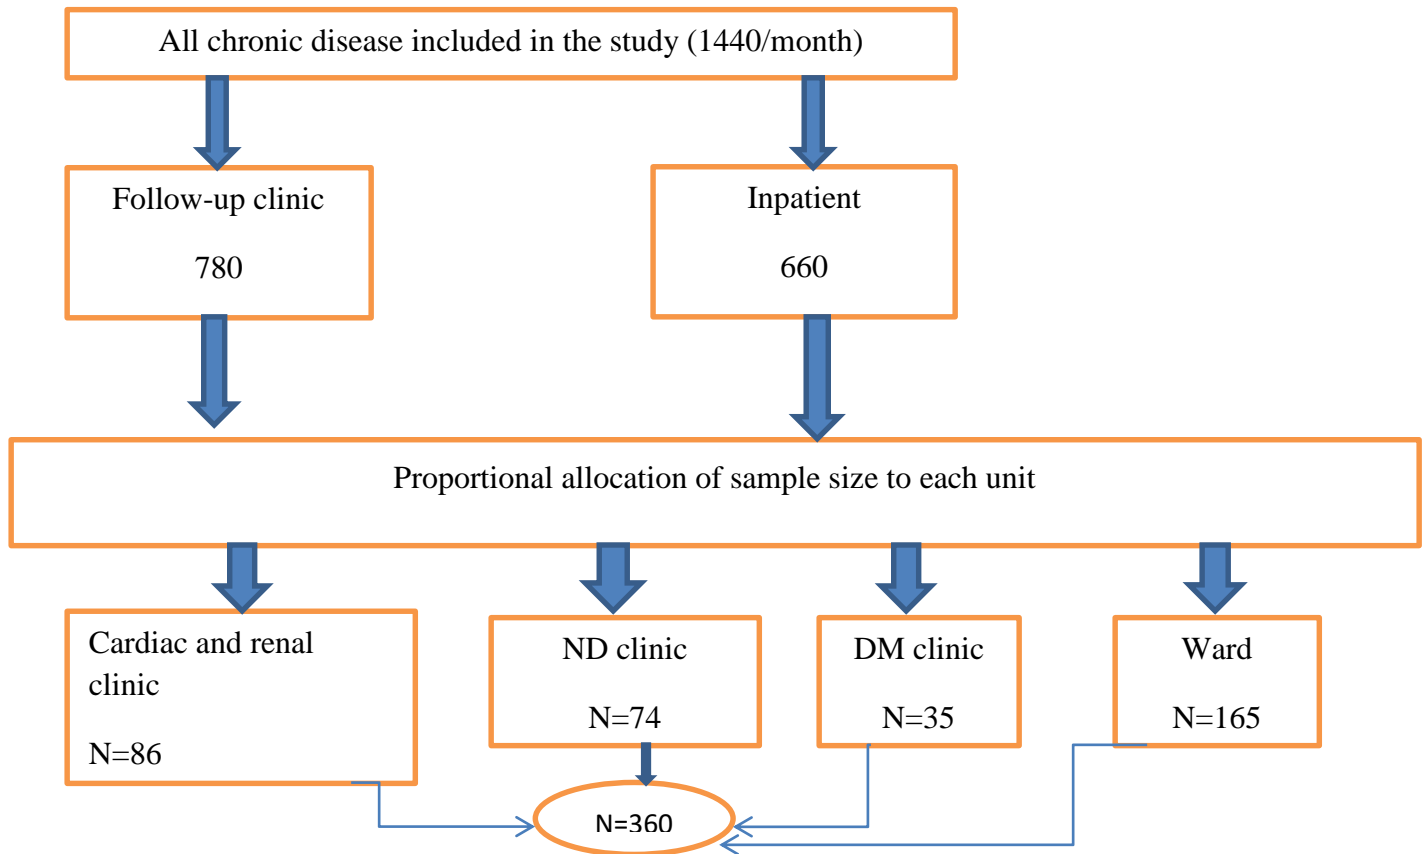 All chronic disease included in the study (1440/month)
Follow-up clinic
780
Inpatient
660
Proportional allocation of sample size to each unit
Cardiac and renal
clinic
N=86
ND clinic
N=74
DM clinic
N=35
Ward
N=165
N=360